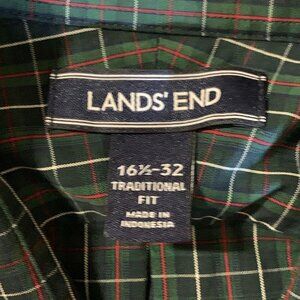 LANDS' END
16½-32
TRADITIONAL
FIT
MADE IN
INDONESIA